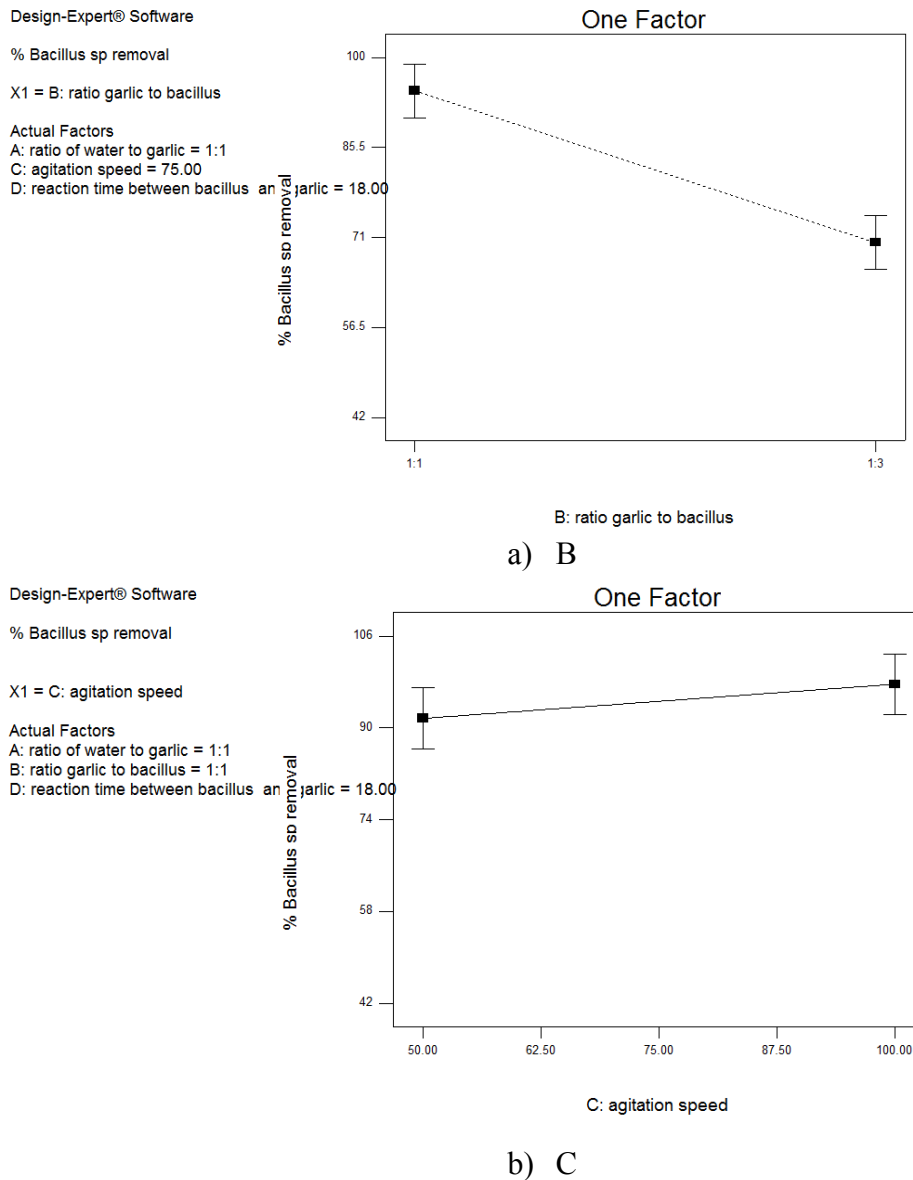 Design-Expert® Software
% Bacillus sp removal
X1 = B: ratio garlic to bacillus
Actual Factors
A: ratio of water to garlic = 1:1
C: agitation speed = 75.00
D: reaction time between bacillus an garlic = 18.00
One Factor
% Bacillus sp removal
100
85.5
71
56.5
42
1:1
1:3
B: ratio garlic to bacillus
a) B
Design-Expert® Software
% Bacillus sp removal
X1 = C: agitation speed
Actual Factors
A: ratio of water to garlic = 1:1
B: ratio garlic to bacillus = 1:1
D: reaction time between bacillus an garlic = 18.00
One Factor
% Bacillus sp removal
106
90
74
58
42
50.00
62.50
75.00
87.50
100.00
C: agitation speed
b) C